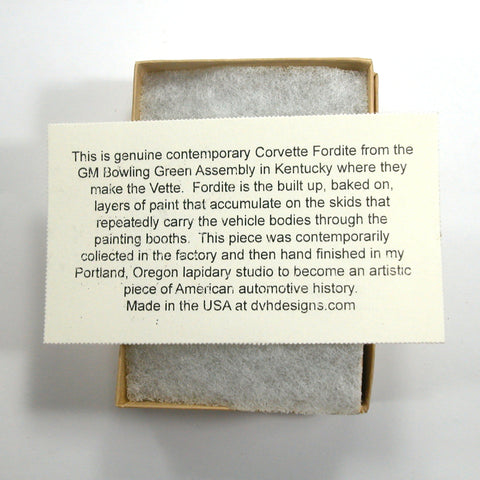 This is genuine contemporary Corvette Fordite from the
GM Bowling Green Assembly in Kentucky where they
make the Vette. Fordite is the built up, baked on,
layers of paint that accumulate on the skids that
repeatedly carry the vehicle bodies through the
painting booths. This piece was contemporarily
collected in the factory and then hand finished in my
Portland, Oregon lapidary studio to become an artistic
piece of American automotive history.
Made in the USA at dvhdesigns.com